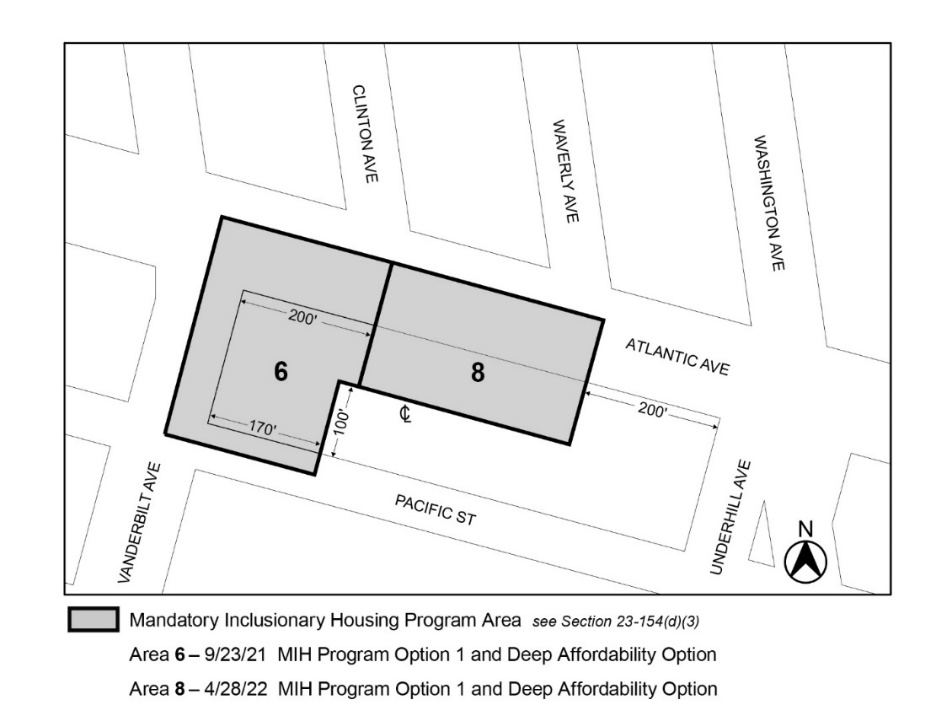 CLINTON AVE
WAVERLY AVE
WASHINGTON AVE
ATLANTIC AVE
200'
6
8
200'
170'
100'
℄
PACIFIC ST
VANDERBILT AVE
UNDERHILL AVE
N
Mandatory Inclusionary Housing Program Area see Section 23-154(d)(3)
Area 6 – 9/23/21 MIH Program Option 1 and Deep Affordability Option
Area 8 – 4/28/22 MIH Program Option 1 and Deep Affordability Option